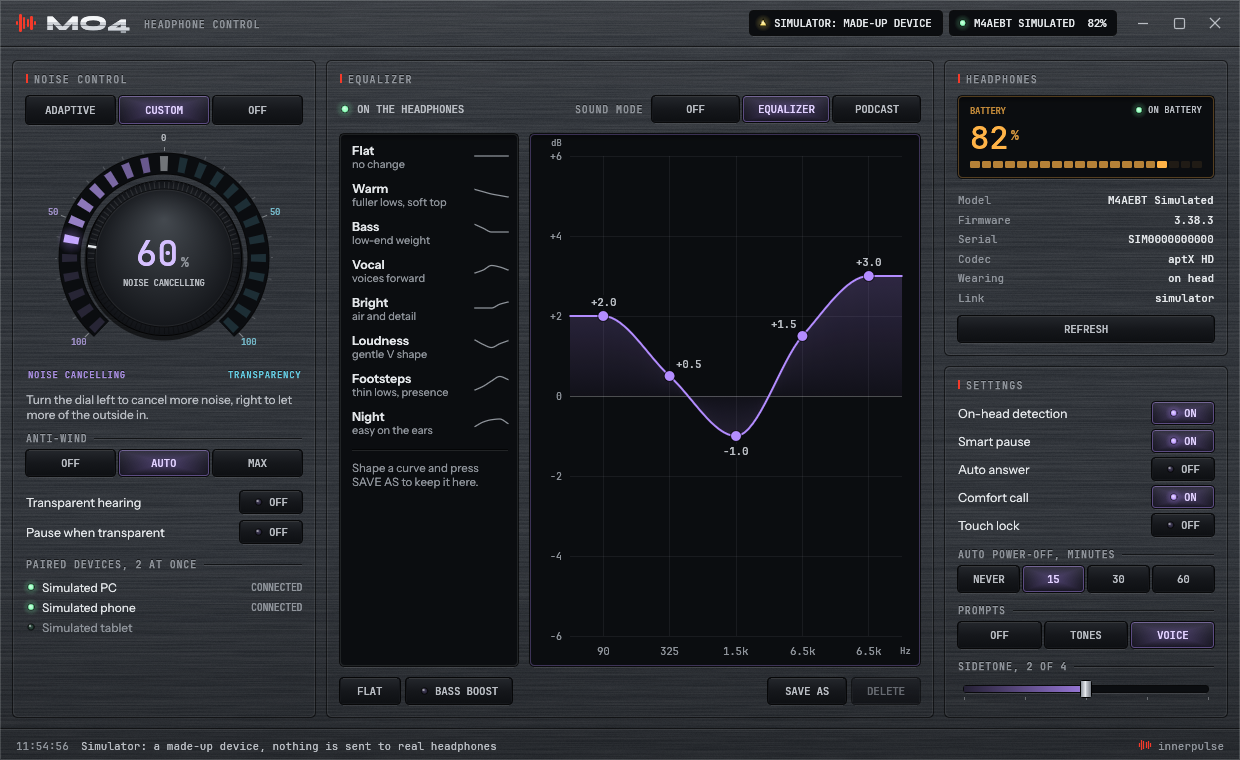 MO4 HEADPHONE CONTROL
SIMULATOR: MADE-UP DEVICE
M4AEBT SIMULATED 82%
NOISE CONTROL
ADAPTIVE CUSTOM OFF
0
50 50
60%
NOISE CANCELLING
100 100
NOISE CANCELLING TRANSPARENCY
Turn the dial left to cancel more noise, right to let
more of the outside in.
ANTI-WIND
OFF AUTO MAX
Transparent hearing OFF
Pause when transparent OFF
PAIRED DEVICES, 2 AT ONCE
Simulated PC CONNECTED
Simulated phone CONNECTED
Simulated tablet
EQUALIZER
ON THE HEADPHONES
SOUND MODE OFF EQUALIZER PODCAST
Flat
no change
Warm
fuller lows, soft top
Bass
low-end weight
Vocal
voices forward
Bright
air and detail
Loudness
gentle V shape
Footsteps
thin lows, presence
Night
easy on the ears
Shape a curve and press
SAVE AS to keep it here.
dB
+6
+4
+2
0
-2
-4
-6
+2.0
+0.5
-1.0
+1.5
+3.0
90 325 1.5k 6.5k 6.5k Hz
FLAT BASS BOOST SAVE AS DELETE
HEADPHONES
BATTERY ON BATTERY
82%
Model M4AEBT Simulated
Firmware 3.38.3
Serial SIM0000000000
Codec aptX HD
Wearing on head
Link simulator
REFRESH
SETTINGS
On-head detection ON
Smart pause ON
Auto answer OFF
Comfort call ON
Touch lock OFF
AUTO POWER-OFF, MINUTES
NEVER 15 30 60
PROMPTS
OFF TONES VOICE
SIDETONE, 2 OF 4
11:54:56 Simulator: a made-up device, nothing is sent to real headphones
innerpulse